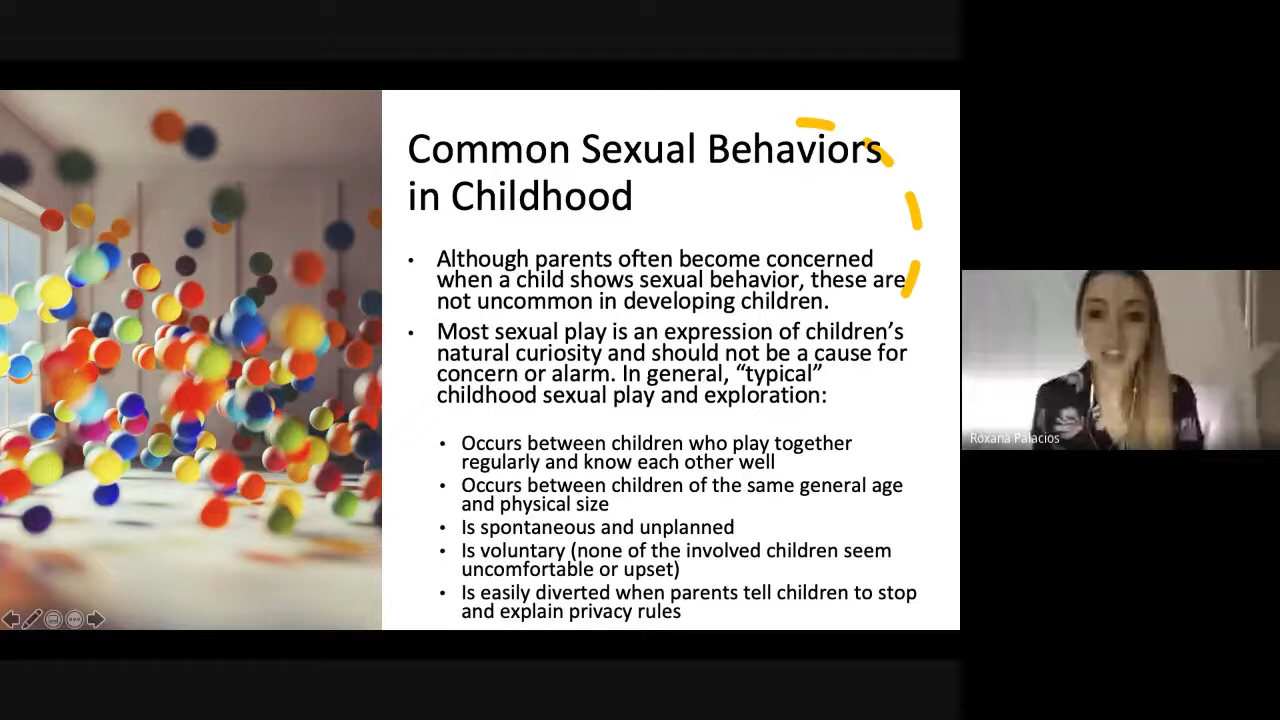 Common Sexual Behaviors
in Childhood
• Although parents often become concerned
when a child shows sexual behavior, these are
not uncommon in developing children.
• Most sexual play is an expression of children’s
natural curiosity and should not be a cause for
concern or alarm. In general, “typical”
childhood sexual play and exploration:
• Occurs between children who play together
regularly and know each other well
• Occurs between children of the same general age
and physical size
• Is spontaneous and unplanned
• Is voluntary (none of the involved children seem
uncomfortable or upset)
• Is easily diverted when parents tell children to stop
and explain privacy rules
Roxana Palacios